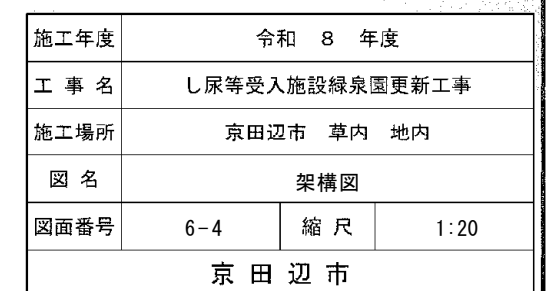 施工年度 令和 8 年度
工事名 し尿等受入施設緑泉園更新工事
施工場所 京田辺市 草内 地内
図名 架構図
図面番号 6-4 縮尺 1:20
京田辺市